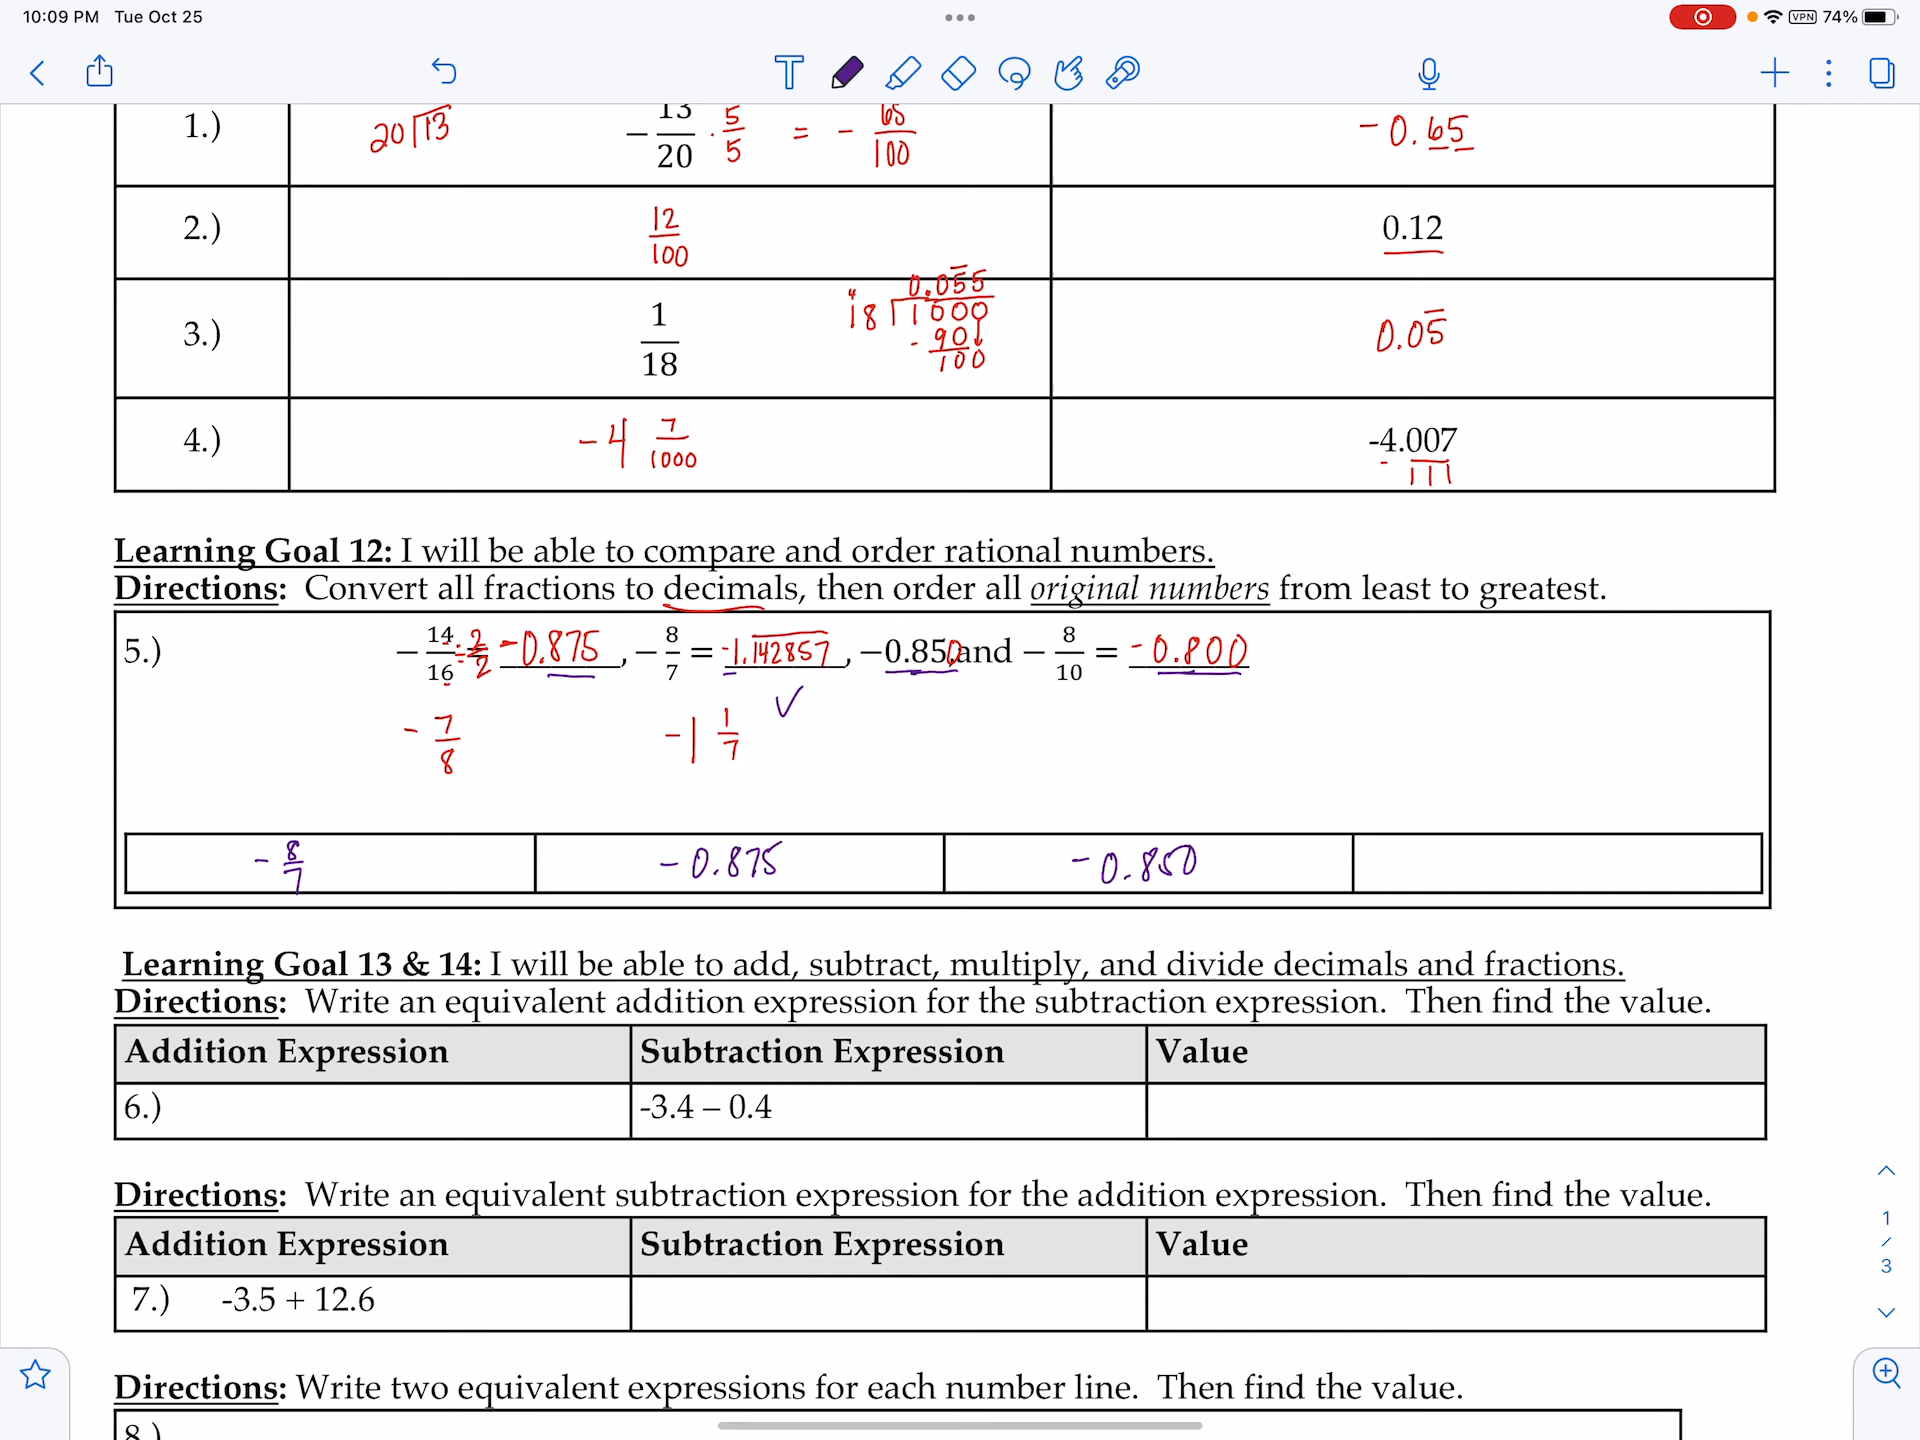 10:09 PM Tue Oct 25
VPN 74%
1.) 20)13 -13/20 · 5/5 = - 65/100 -0.65
2.) 12/100 0.12
3.) 1/18 0.055 18)1000 - 90 100 0.05̅
4.) -4 7/1000 -4.007
Learning Goal 12: I will be able to compare and order rational numbers.
Directions: Convert all fractions to decimals, then order all original numbers from least to greatest.
5.) -14/16 ÷ 2/2 = -0.875, -8/7 = -1.142857, -0.850, and -8/10 = -0.800
-7/8 -1 1/7 ✓
-8/7 -0.875 -0.850
Learning Goal 13 & 14: I will be able to add, subtract, multiply, and divide decimals and fractions.
Directions: Write an equivalent addition expression for the subtraction expression. Then find the value.
Addition Expression Subtraction Expression Value
6.) -3.4 – 0.4
Directions: Write an equivalent subtraction expression for the addition expression. Then find the value.
Addition Expression Subtraction Expression Value
7.) -3.5 + 12.6
1 / 3
Directions: Write two equivalent expressions for each number line. Then find the value.
8.)